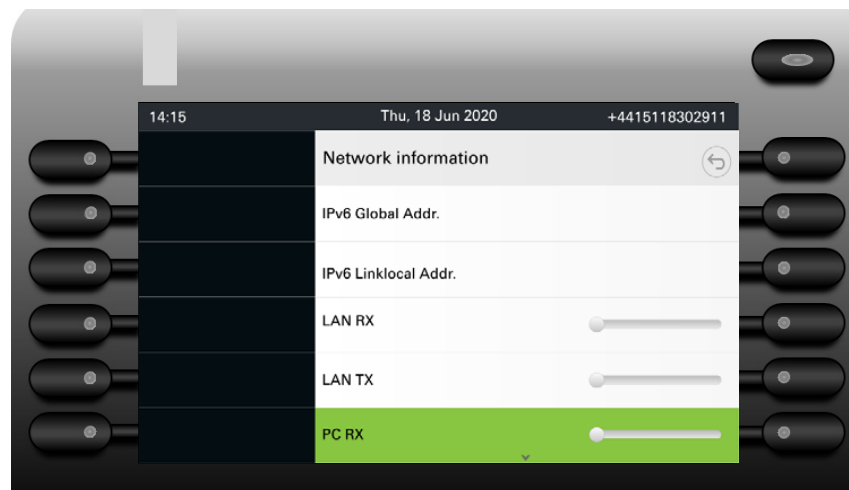 14:15 Thu, 18 Jun 2020 +4415118302911
Network information
IPv6 Global Addr.
IPv6 Linklocal Addr.
LAN RX
LAN TX
PC RX